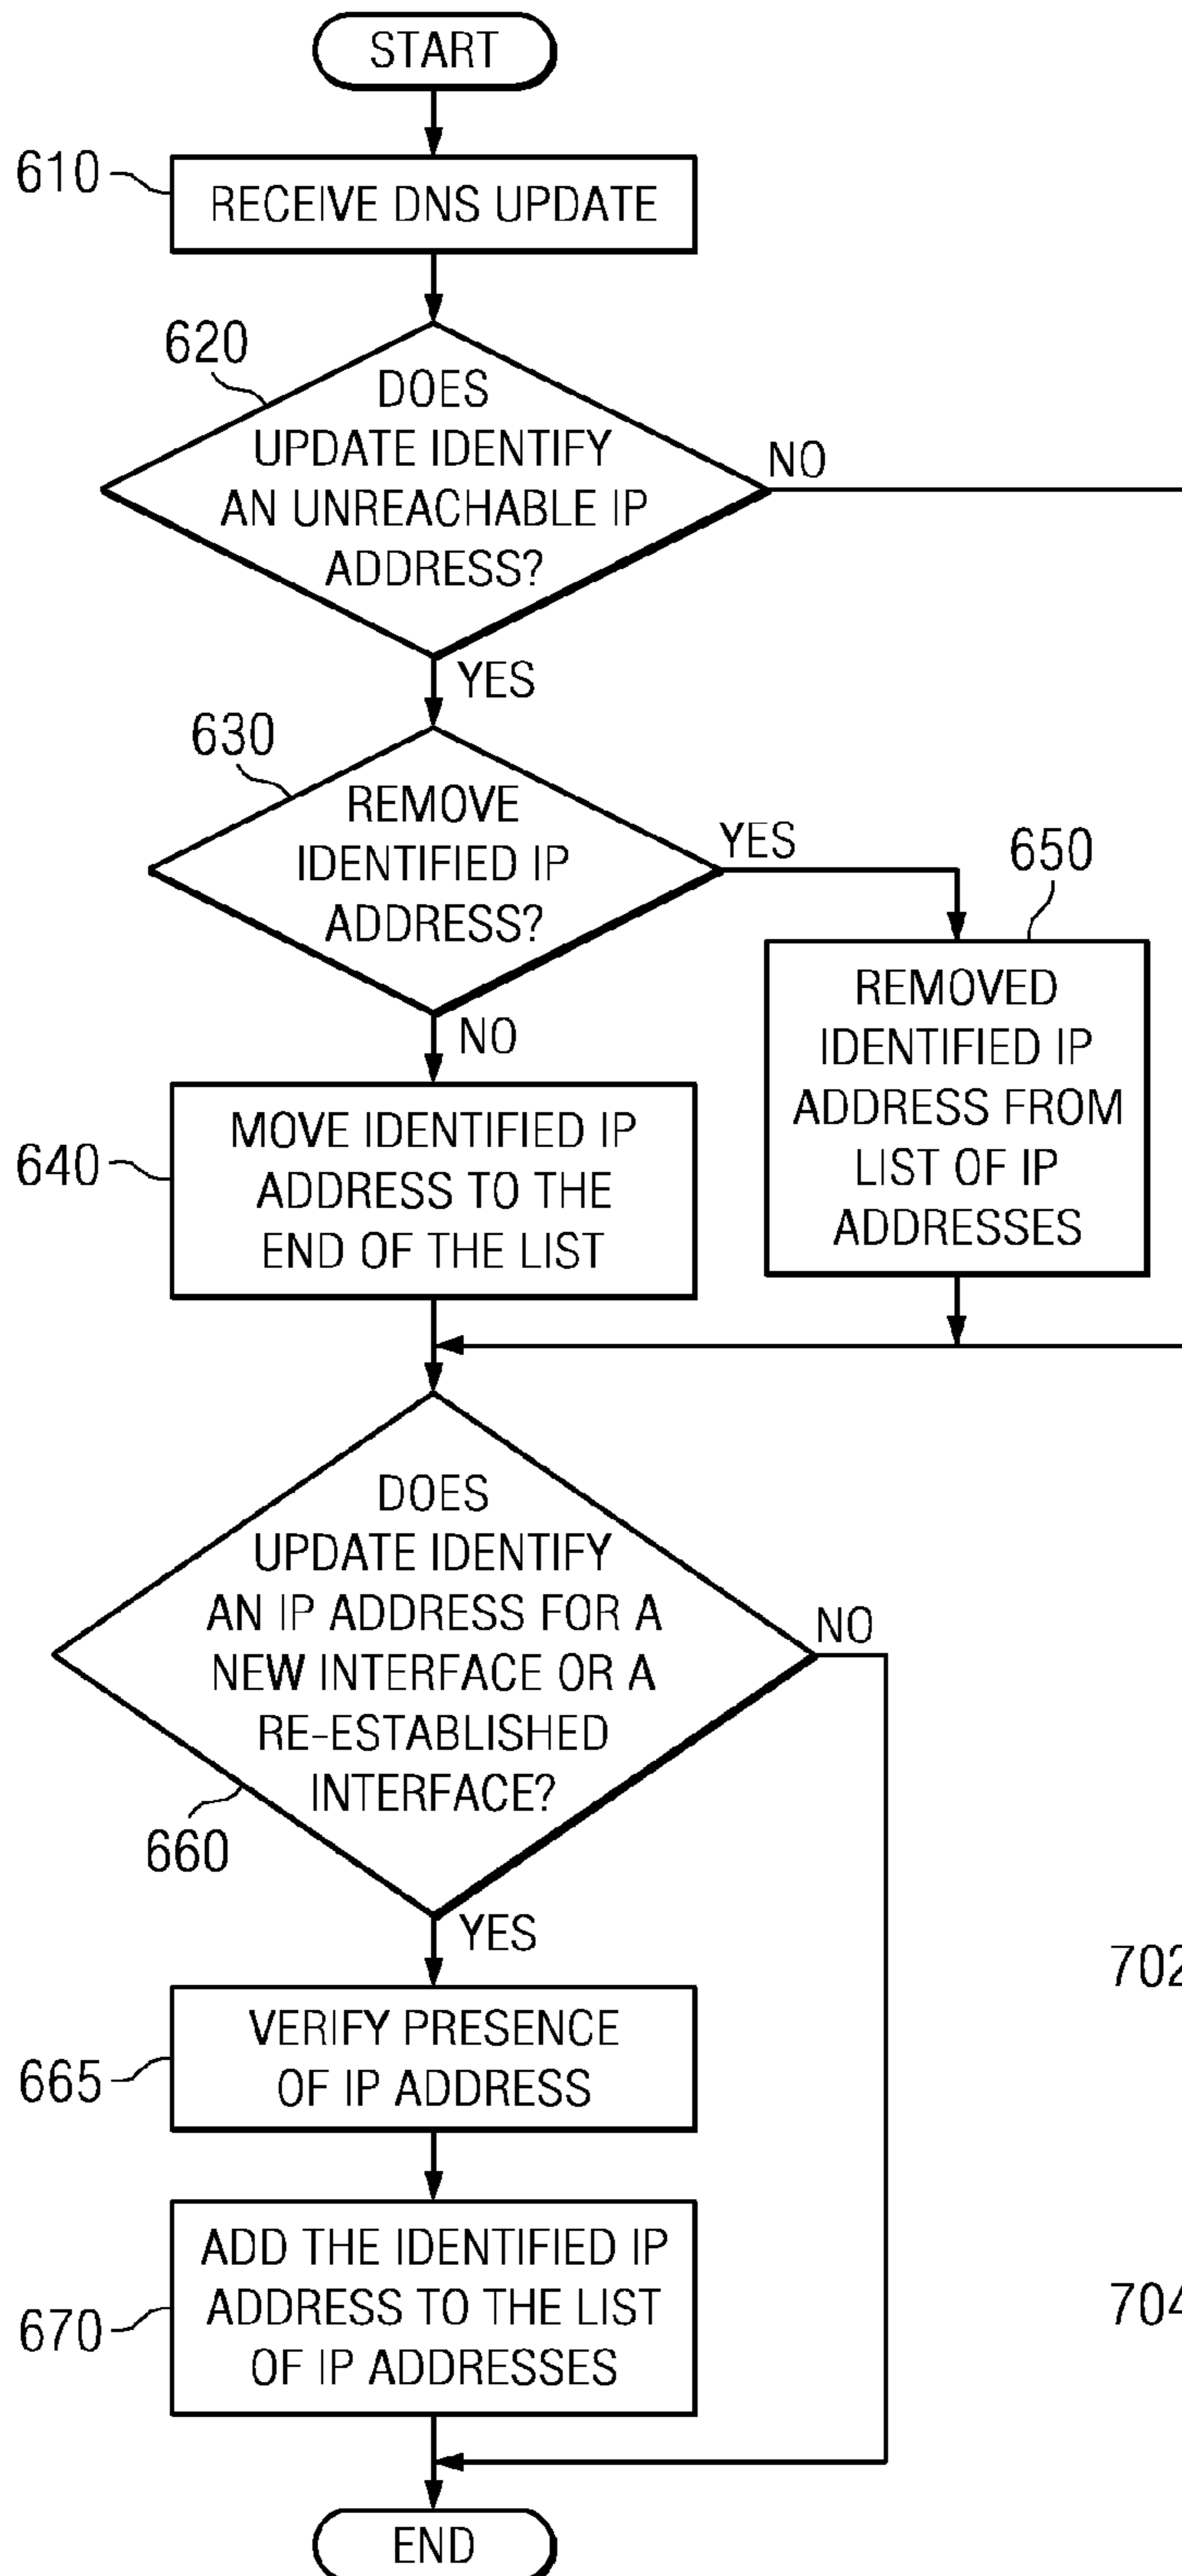 START
610
RECEIVE DNS UPDATE
620
DOES
UPDATE IDENTIFY
AN UNREACHABLE IP
ADDRESS?
NO
YES
630
REMOVE
IDENTIFIED IP
ADDRESS?
YES
650
REMOVED
IDENTIFIED IP
ADDRESS FROM
LIST OF IP
ADDRESSES
NO
640
MOVE IDENTIFIED IP
ADDRESS TO THE
END OF THE LIST
DOES
UPDATE IDENTIFY
AN IP ADDRESS FOR A
NEW INTERFACE OR A
RE-ESTABLISHED
INTERFACE?
NO
660
YES
702
665
VERIFY PRESENCE
OF IP ADDRESS
704
670
ADD THE IDENTIFIED IP
ADDRESS TO THE LIST
OF IP ADDRESSES
END